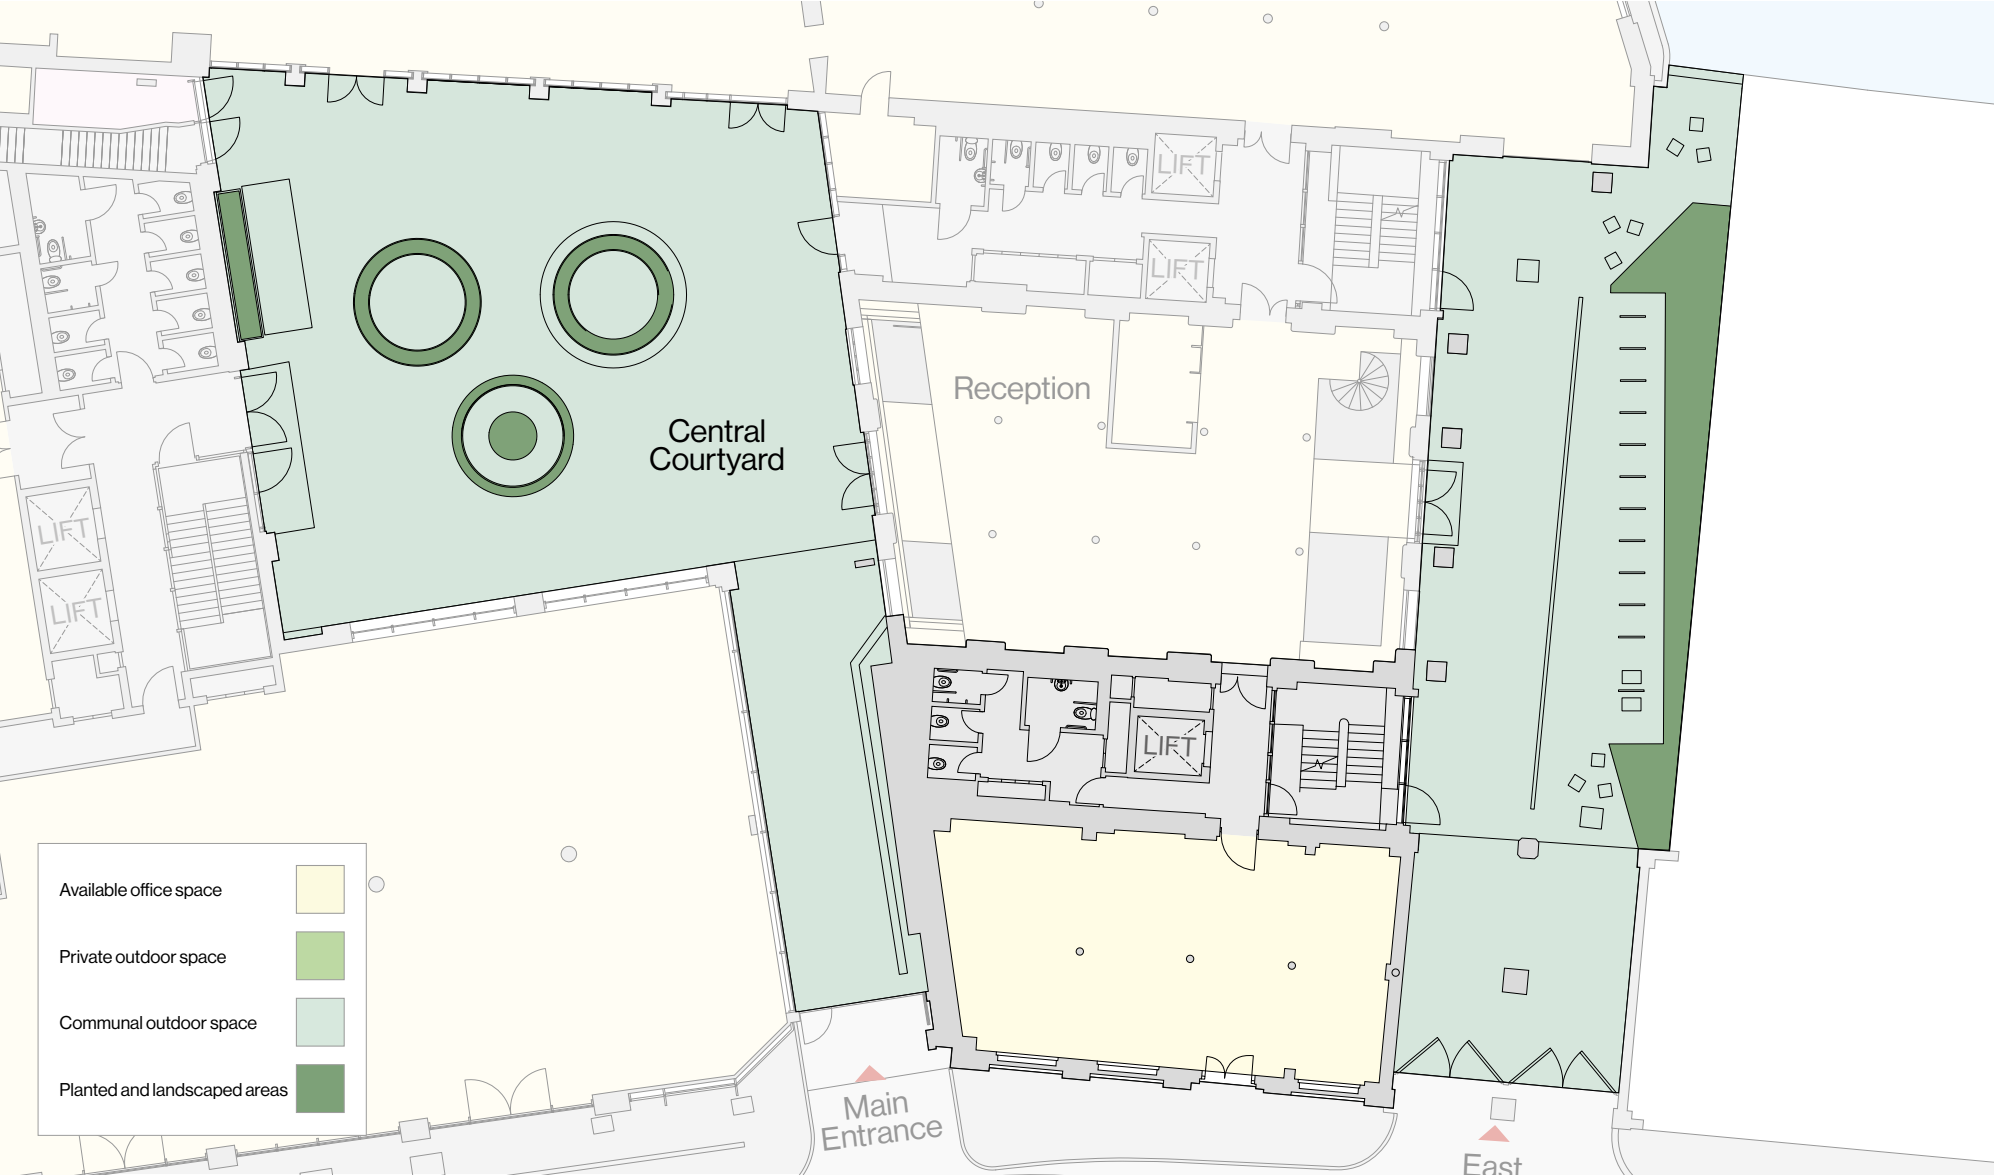 LIFT
LIFT
Reception
Central
Courtyard
LIFT
LIFT
LIFT
Available office space
Private outdoor space
Communal outdoor space
Planted and landscaped areas
Main
Entrance
East